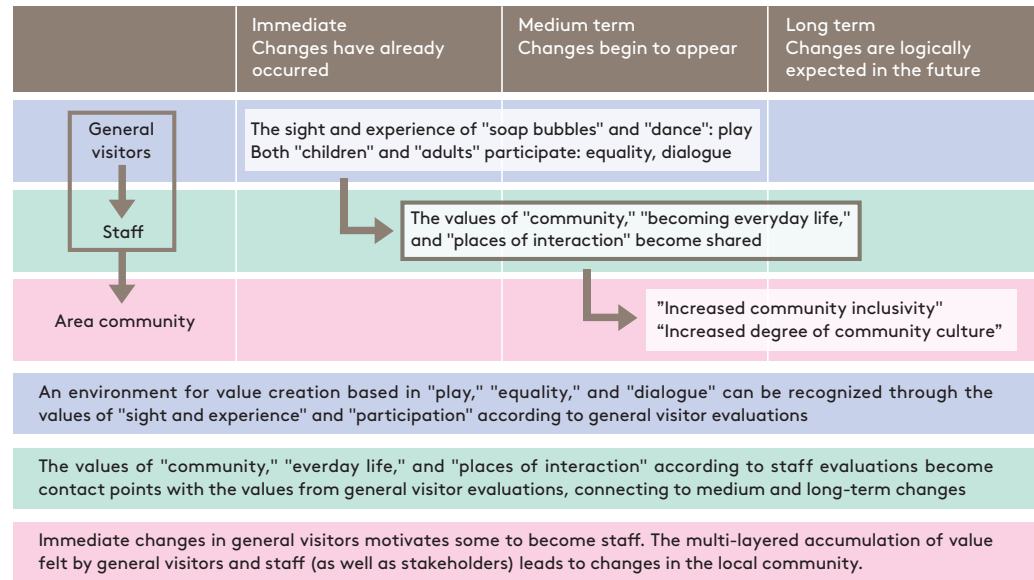 Immediate
Changes have already
occurred
Medium term
Changes begin to appear
Long term
Changes are logically
expected in the future
General
visitors
The sight and experience of "soap bubbles" and "dance": play
Both "children" and "adults" participate: equality, dialogue
Staff
The values of "community," "becoming everyday life,"
and "places of interaction" become shared
Area community
”Increased community inclusivity"
“Increased degree of community culture”
An environment for value creation based in "play," "equality," and "dialogue" can be recognized through the
values of "sight and experience" and "participation" according to general visitor evaluations
The values of "community," "everday life," and "places of interaction" according to staff evaluations become
contact points with the values from general visitor evaluations, connecting to medium and long-term changes
Immediate changes in general visitors motivates some to become staff. The multi-layered accumulation of value
felt by general visitors and staff (as well as stakeholders) leads to changes in the local community.